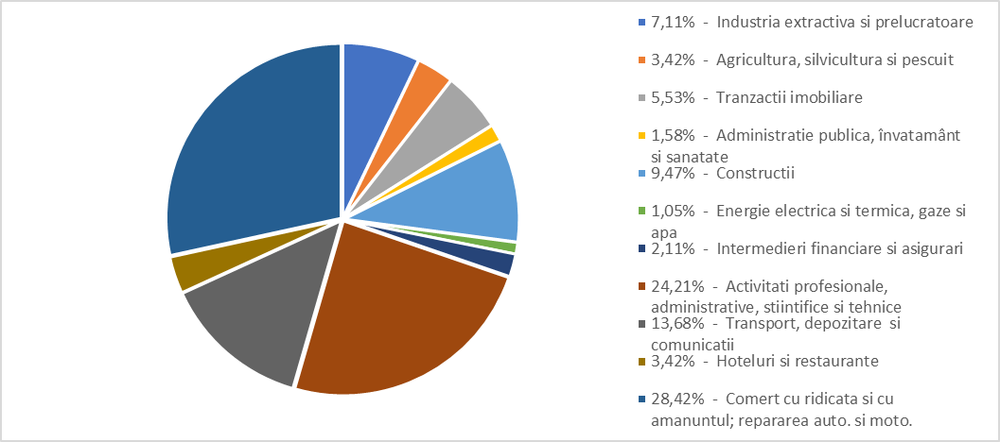 7,11% - Industria extractiva si prelucratoare
3,42% - Agricultura, silvicultura si pescuit
5,53% - Tranzactii imobiliare
1,58% - Administratie publica, învatamânt
si sanatate
9,47% - Constructii
1,05% - Energie electrica si termica, gaze si
apa
2,11% - Intermedieri financiare si asigurari
24,21% - Activitati profesionale,
administrative, stiintifice si tehnice
13,68% - Transport, depozitare si
comunicatii
3,42% - Hoteluri si restaurante
28,42% - Comert cu ridicata si cu
amanuntul; repararea auto. si moto.